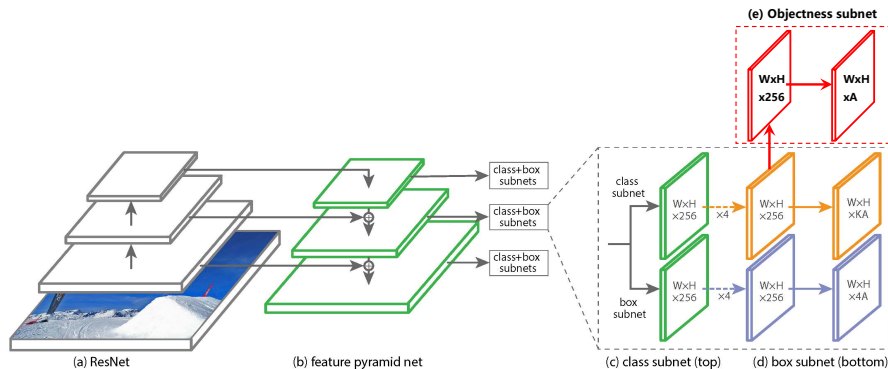 (e) Objectness subnet
WxH
x256
WxH
xA
class+box
subnets
class+box
subnets
class+box
subnets
class
subnet
W×H
×256
×4
W×H
×256
W×H
×KA
box
subnet
W×H
×256
×4
W×H
×256
W×H
×4A
(a) ResNet
(b) feature pyramid net
(c) class subnet (top)
(d) box subnet (bottom)